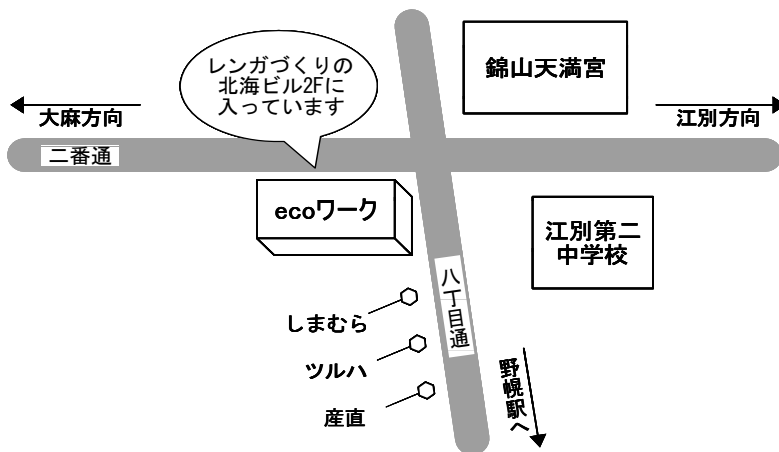 レンガづくりの
北海ビル2Fに
入っています
錦山天満宮
大麻方向
江別方向
二番通
ecoワーク
江別第二
中学校
八丁目通
しまむら
ツルハ
産直
野幌駅へ